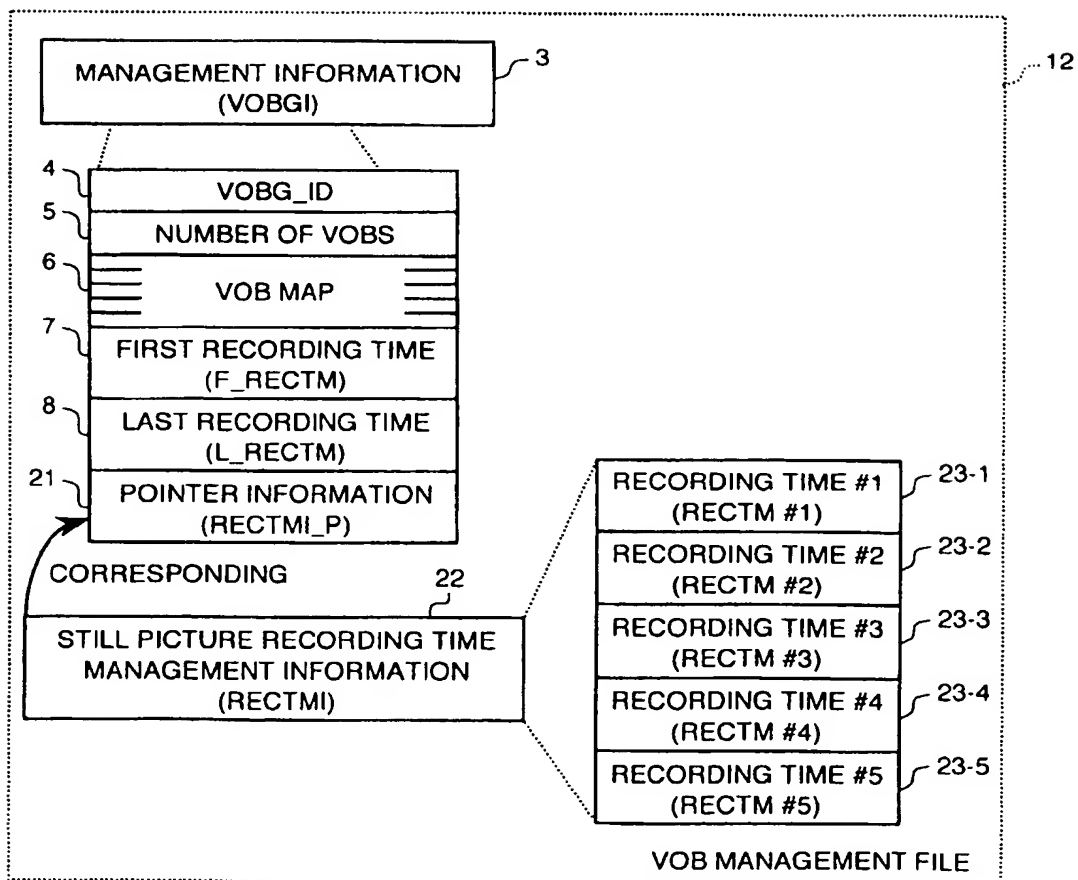 MANAGEMENT INFORMATION
(VOBGI)
3
12
4
VOBG_ID
5
NUMBER OF VOBS
6
VOB MAP
7
FIRST RECORDING TIME
(F_RECTM)
8
LAST RECORDING TIME
(L_RECTM)
21
POINTER INFORMATION
(RECTMI_P)
CORRESPONDING
22
STILL PICTURE RECORDING TIME
MANAGEMENT INFORMATION
(RECTMI)
RECORDING TIME #1
(RECTM #1)
23-1
RECORDING TIME #2
(RECTM #2)
23-2
RECORDING TIME #3
(RECTM #3)
23-3
RECORDING TIME #4
(RECTM #4)
23-4
RECORDING TIME #5
(RECTM #5)
23-5
VOB MANAGEMENT FILE